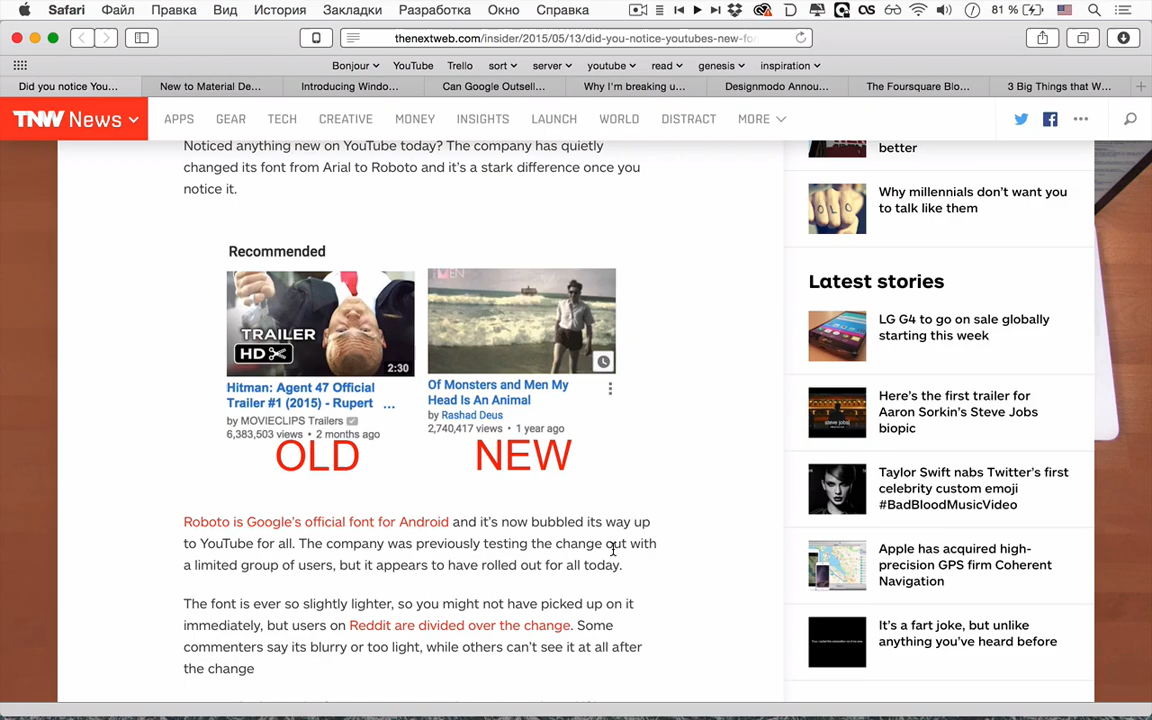 Safari Файл Правка Вид История Закладки Разработка Окно Справка 81 %
thenextweb.com/insider/2015/05/13/did-you-notice-youtubes-new-fo
Bonjour YouTube Trello sort server youtube read genesis inspiration
Did you notice You... New to Material De... Introducing Windo... Can Google Outsell... Why I'm breaking u... Designmodo Annou... The Foursquare Blo... 3 Big Things that W...
TNW News APPS GEAR TECH CREATIVE MONEY INSIGHTS LAUNCH WORLD DISTRACT MORE
Noticed anything new on YouTube today? The company has quietly
changed its font from Arial to Roboto and it's a stark difference once you
notice it.
Recommended
TRAILER
HD
2:30
Hitman: Agent 47 Official
Trailer #1 (2015) - Rupert ...
by MOVIECLIPS Trailers
6,383,503 views • 2 months ago
OLD
Of Monsters and Men My
Head Is An Animal
by Rashad Deus
2,740,417 views • 1 year ago
NEW
Roboto is Google's official font for Android and it's now bubbled its way up
to YouTube for all. The company was previously testing the change out with
a limited group of users, but it appears to have rolled out for all today.
The font is ever so slightly lighter, so you might not have picked up on it
immediately, but users on Reddit are divided over the change. Some
commenters say its blurry or too light, while others can't see it at all after
the change
better
Why millennials don't want you
to talk like them
Latest stories
LG G4 to go on sale globally
starting this week
Here's the first trailer for
Aaron Sorkin's Steve Jobs
biopic
steve jobs
Taylor Swift nabs Twitter's first
celebrity custom emoji
#BadBloodMusicVideo
Apple has acquired high-
precision GPS firm Coherent
Navigation
It's a fart joke, but unlike
anything you've heard before